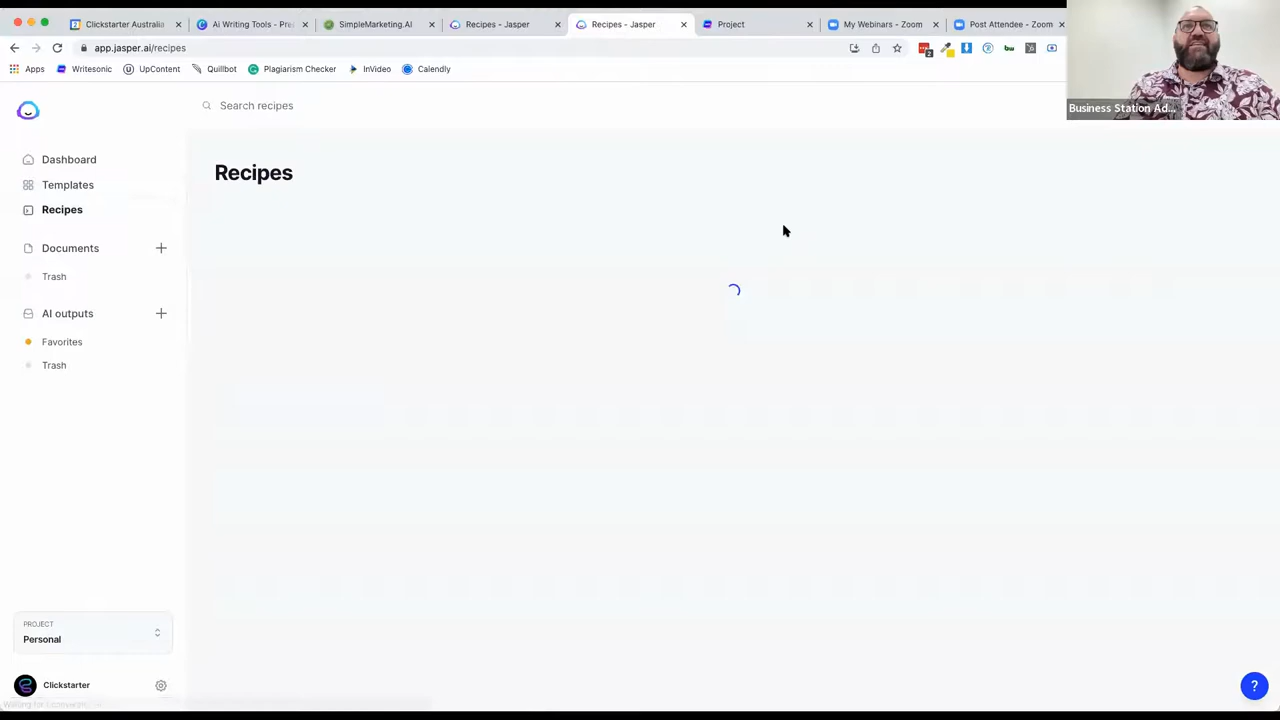 Clickstarter Australia
Ai Writing Tools - Pre
SimpleMarketing.AI
Recipes - Jasper
Recipes - Jasper
Project
My Webinars - Zoom
Post Attendee - Zoom
app.jasper.ai/recipes
2
Apps
Writesonic
UpContent
Quillbot
Plagiarism Checker
InVideo
Calendly
Business Station Ad...
Search recipes
Recipes
Dashboard
Templates
Recipes
Documents
Trash
AI outputs
Favorites
Trash
PROJECT
Personal
Clickstarter
?